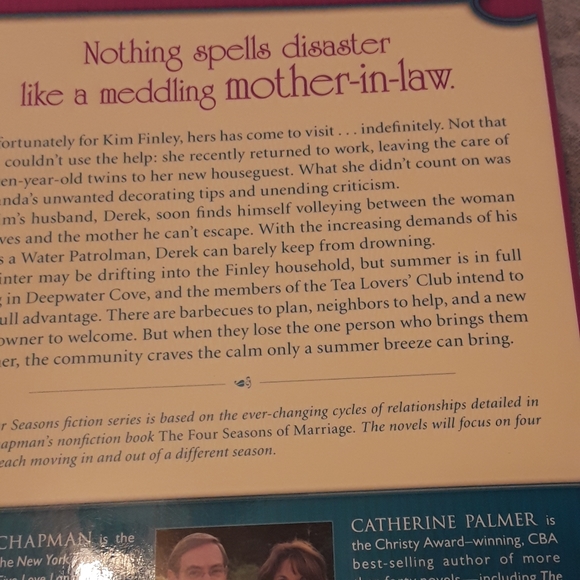 Nothing spells disaster
like a meddling mother-in-law.
fortunately for Kim Finley, hers has come to visit . . . indefinitely. Not that
couldn't use the help: she recently returned to work, leaving the care of
en-year-old twins to her new houseguest. What she didn't count on was
nda's unwanted decorating tips and unending criticism.
m's husband, Derek, soon finds himself volleying between the woman
ves and the mother he can't escape. With the increasing demands of his
s a Water Patrolman, Derek can barely keep from drowning.
inter may be drifting into the Finley household, but summer is in full
g in Deepwater Cove, and the members of the Tea Lovers' Club intend to
ull advantage. There are barbecues to plan, neighbors to help, and a new
owner to welcome. But when they lose the one person who brings them
er, the community craves the calm only a summer breeze can bring.
r Seasons fiction series is based on the ever-changing cycles of relationships detailed in
apman's nonfiction book The Four Seasons of Marriage. The novels will focus on four
each moving in and out of a different season.
CHAPMAN is the
he New York
CATHERINE PALMER is
the Christy Award–winning, CBA
best-selling author of more
including The